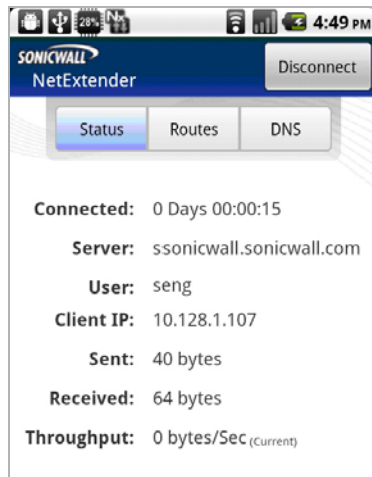 28% Nx 4:49 PM
SONICWALL
NetExtender
Disconnect
Status Routes DNS
Connected: 0 Days 00:00:15
Server: ssonicwall.sonicwall.com
User: seng
Client IP: 10.128.1.107
Sent: 40 bytes
Received: 64 bytes
Throughput: 0 bytes/Sec (Current)